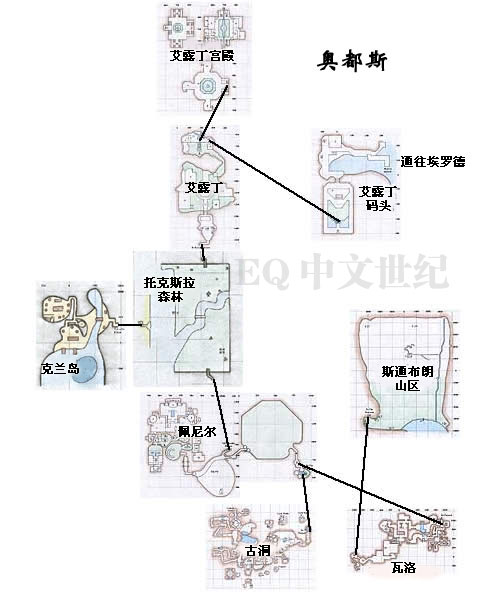 奥都斯
艾露丁宫殿
艾露丁
通往埃罗德
艾露丁
码头
EQ 中文世纪
托克斯拉
森林
克兰岛
斯通布朗
山区
佩尼尔
古洞
瓦洛